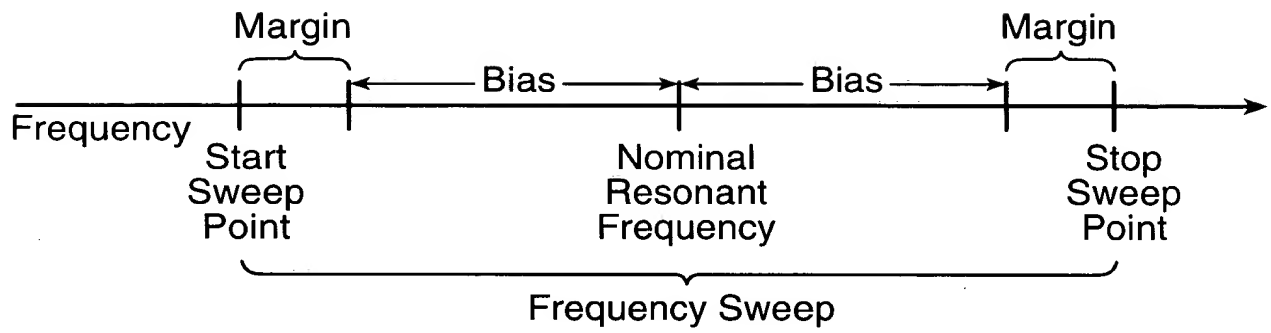 Margin
Margin
Bias
Bias
Frequency
Start
Sweep
Point
Nominal
Resonant
Frequency
Stop
Sweep
Point
Frequency Sweep